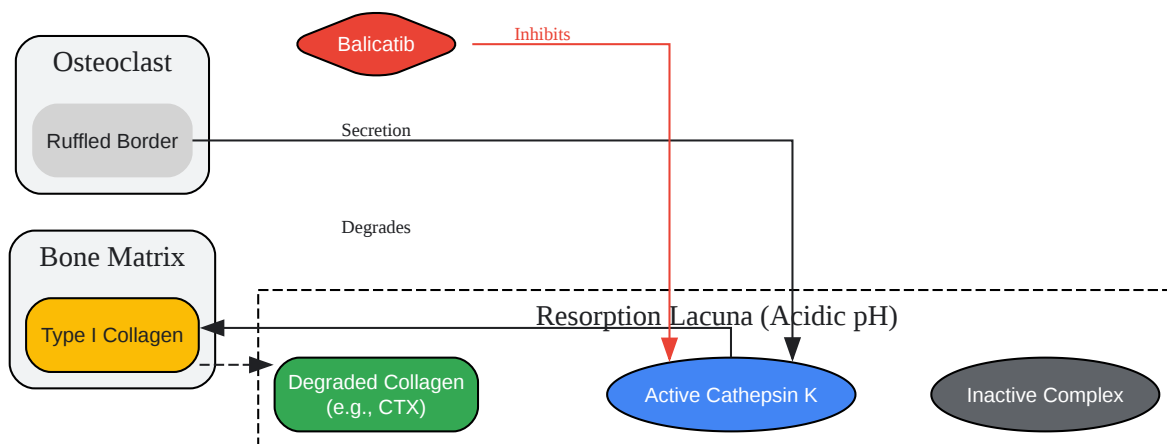 Balicatib
Inhibits
Osteoclast
Ruffled Border
Secretion
Degrades
Bone Matrix
Type I Collagen
Resorption Lacuna (Acidic pH)
Degraded Collagen
(e.g., CTX)
Active Cathepsin K
Inactive Complex